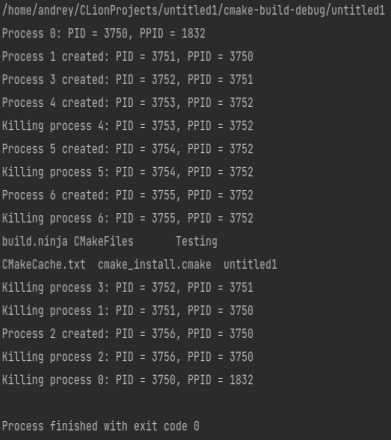 /home/andrey/CLionProjects/untitled1/cmake-build-debug/untitled1
Process 0: PID = 3750, PPID = 1832
Process 1 created: PID = 3751, PPID = 3750
Process 3 created: PID = 3752, PPID = 3751
Process 4 created: PID = 3753, PPID = 3752
Killing process 4: PID = 3753, PPID = 3752
Process 5 created: PID = 3754, PPID = 3752
Killing process 5: PID = 3754, PPID = 3752
Process 6 created: PID = 3755, PPID = 3752
Killing process 6: PID = 3755, PPID = 3752
build.ninja CMakeFiles       Testing
CMakeCache.txt  cmake_install.cmake  untitled1
Killing process 3: PID = 3752, PPID = 3751
Killing process 1: PID = 3751, PPID = 3750
Process 2 created: PID = 3756, PPID = 3750
Killing process 2: PID = 3756, PPID = 3750
Killing process 0: PID = 3750, PPID = 1832
Process finished with exit code 0